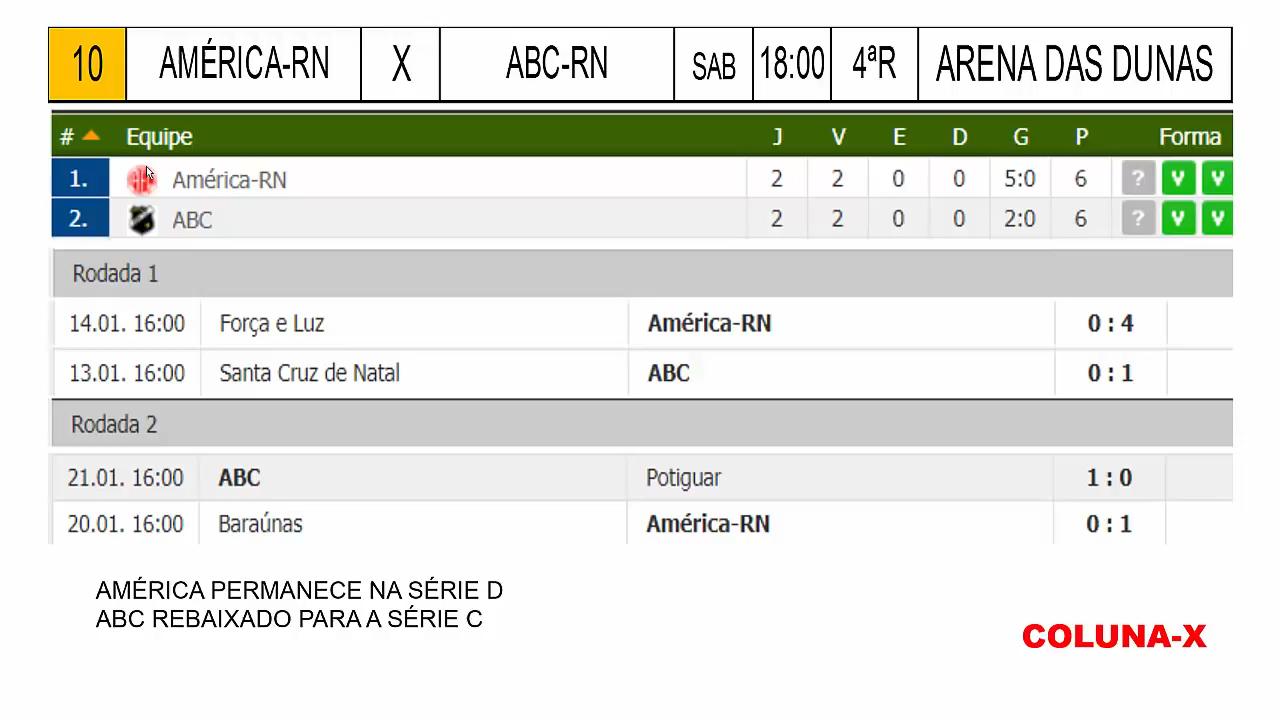 10 AMÉRICA-RN X ABC-RN SAB 18:00 4ªR ARENA DAS DUNAS
# Equipe J V E D G P Forma
1. América-RN 2 2 0 0 5:0 6 ? V V
2. ABC 2 2 0 0 2:0 6 ? V V
Rodada 1
14.01. 16:00 Força e Luz América-RN 0 : 4
13.01. 16:00 Santa Cruz de Natal ABC 0 : 1
Rodada 2
21.01. 16:00 ABC Potiguar 1 : 0
20.01. 16:00 Baraúnas América-RN 0 : 1
AMÉRICA PERMANECE NA SÉRIE D
ABC REBAIXADO PARA A SÉRIE C
COLUNA-X